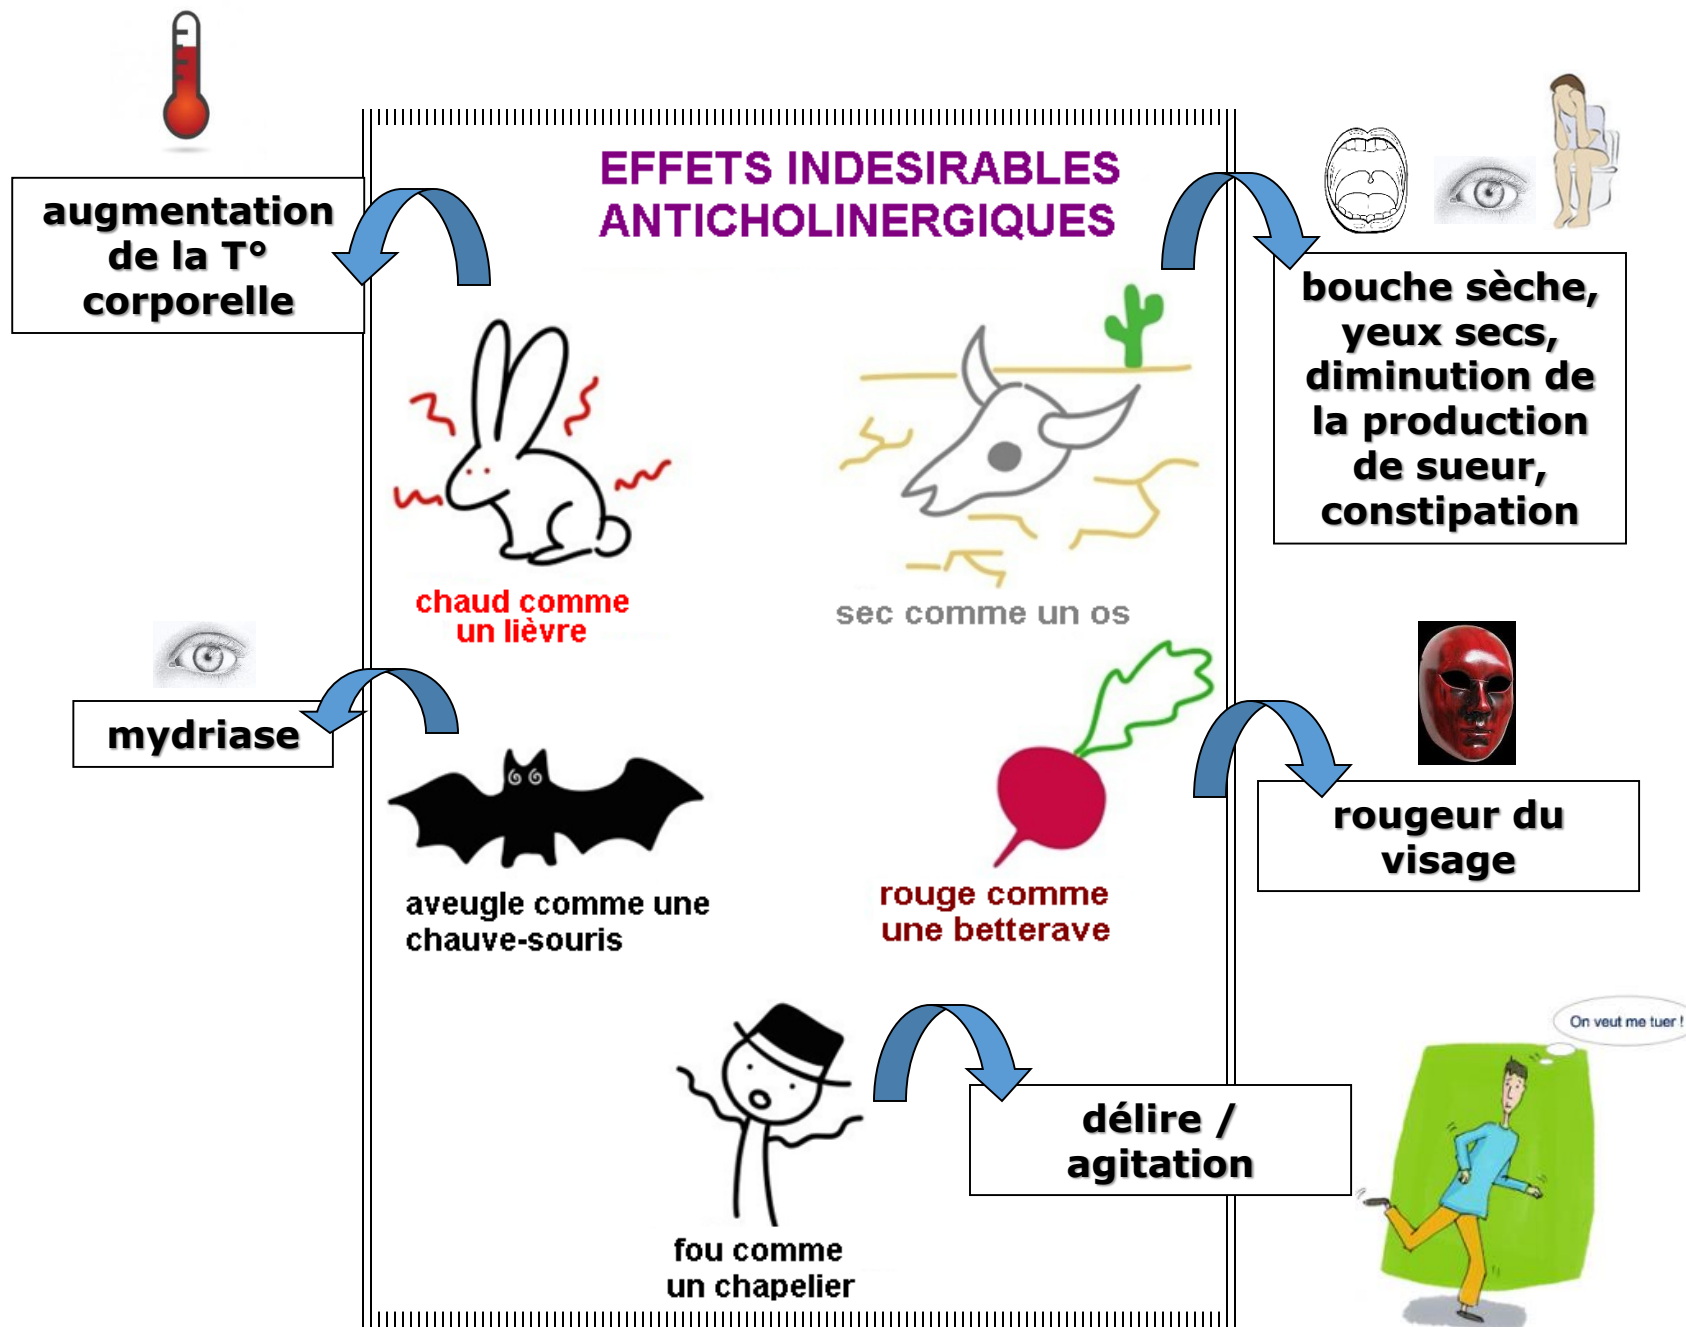 EFFETS INDESIRABLES
ANTICHOLINERGIQUES
augmentation
de la T°
corporelle
bouche sèche,
yeux secs,
diminution de
la production
de sueur,
constipation
chaud comme
un lièvre
sec comme un os
mydriase
rougeur du
visage
aveugle comme une
chauve-souris
rouge comme
une betterave
On veut me tuer !
délire /
agitation
fou comme
un chapelier